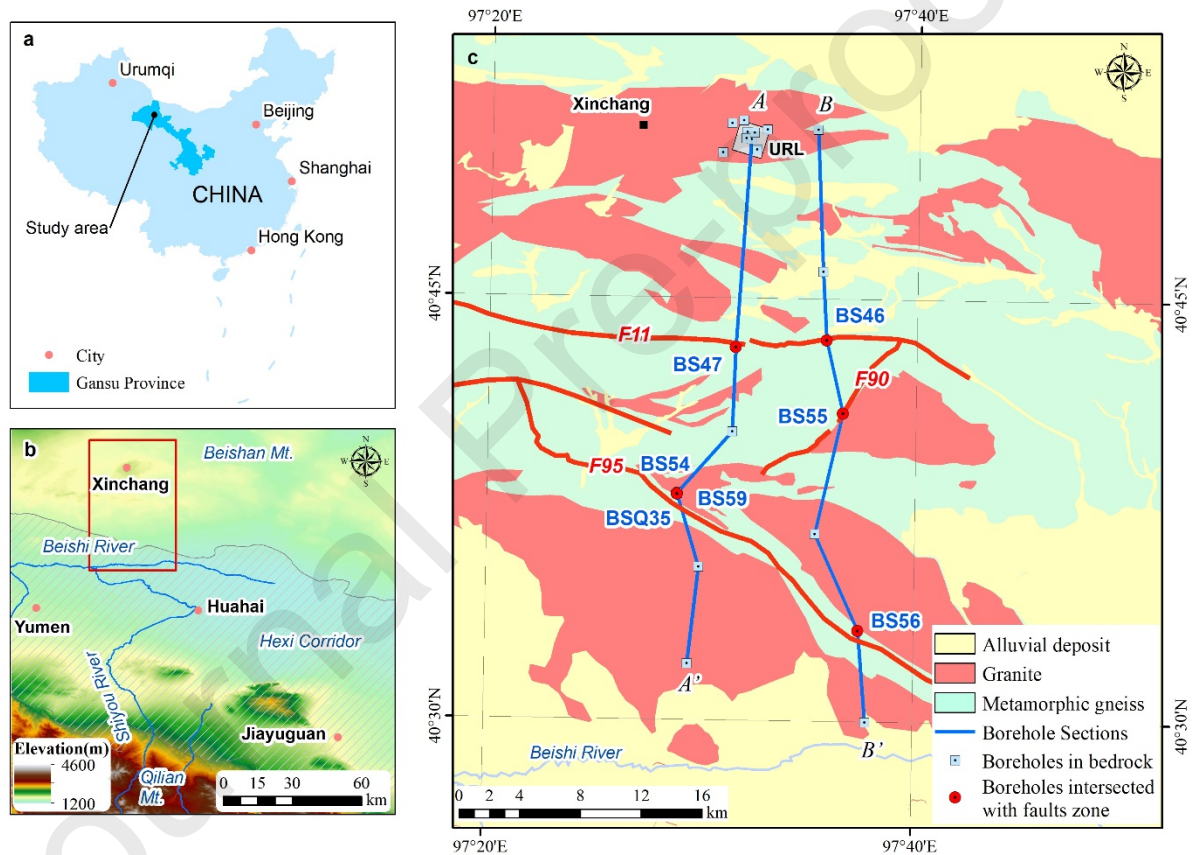 a
Urumqi
Beijing
Shanghai
CHINA
Study area
Hong Kong
City
Gansu Province
b
N
W E
S
Beishan Mt.
Xinchang
Beishi River
Huahai
Yumen
Hexi Corridor
Shiyou River
Jiayuguan
Elevation(m)
4600
1200
Qilian
Mt.
0 15 30 60
km
97°20'E 97°40'E
c
N
W E
S
Xinchang
A B
URL
40°45'N 40°45'N
BS46
F11
BS47
F90
BS55
F95
BS54
BS59
BSQ35
BS56
A'
B'
40°30'N 40°30'N
Beishi River
0 2 4 8 12 16
km
Alluvial deposit
Granite
Metamorphic gneiss
Borehole Sections
Boreholes in bedrock
Boreholes intersected
with faults zone
97°20'E 97°40'E